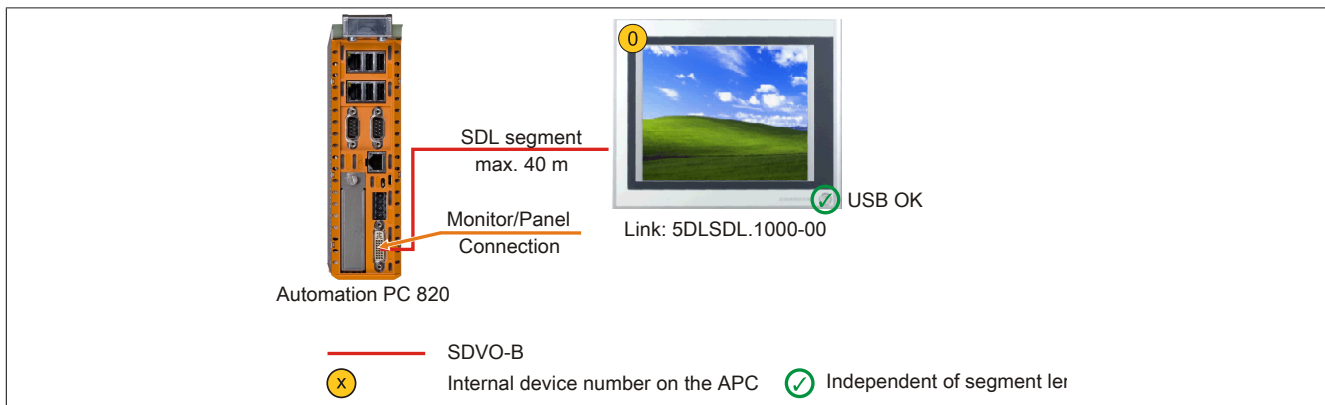 0
SDL segment
max. 40 m
USB OK
Monitor/Panel
Connection
Link: 5DLSDL.1000-00
Automation PC 820
SDVO-B
x Internal device number on the APC
✓ Independent of segment